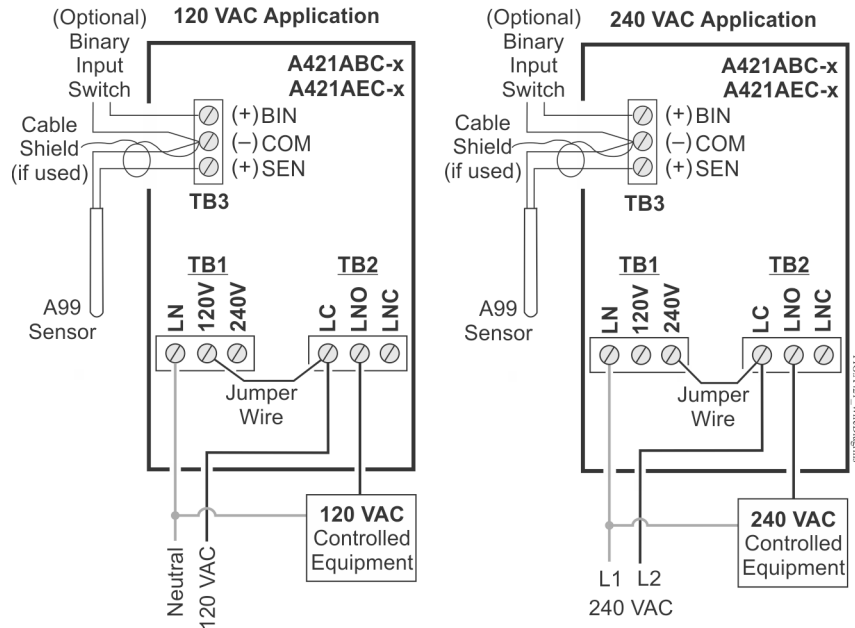 120 VAC Application
(Optional)
Binary
Input
Switch
A421ABC-x
A421AEC-x
Cable
Shield
(if used)
(+)BIN
(–)COM
(+)SEN
TB3
A99
Sensor
TB1
LN
120V
240V
TB2
LC
LNO
LNC
Jumper
Wire
120 VAC
Controlled
Equipment
Neutral
120 VAC
240 VAC Application
(Optional)
Binary
Input
Switch
A421ABC-x
A421AEC-x
Cable
Shield
(if used)
(+)BIN
(–)COM
(+)SEN
TB3
A99
Sensor
TB1
LN
120V
240V
TB2
LC
LNO
LNC
Jumper
Wire
240 VAC
Controlled
Equipment
L1 L2
240 VAC